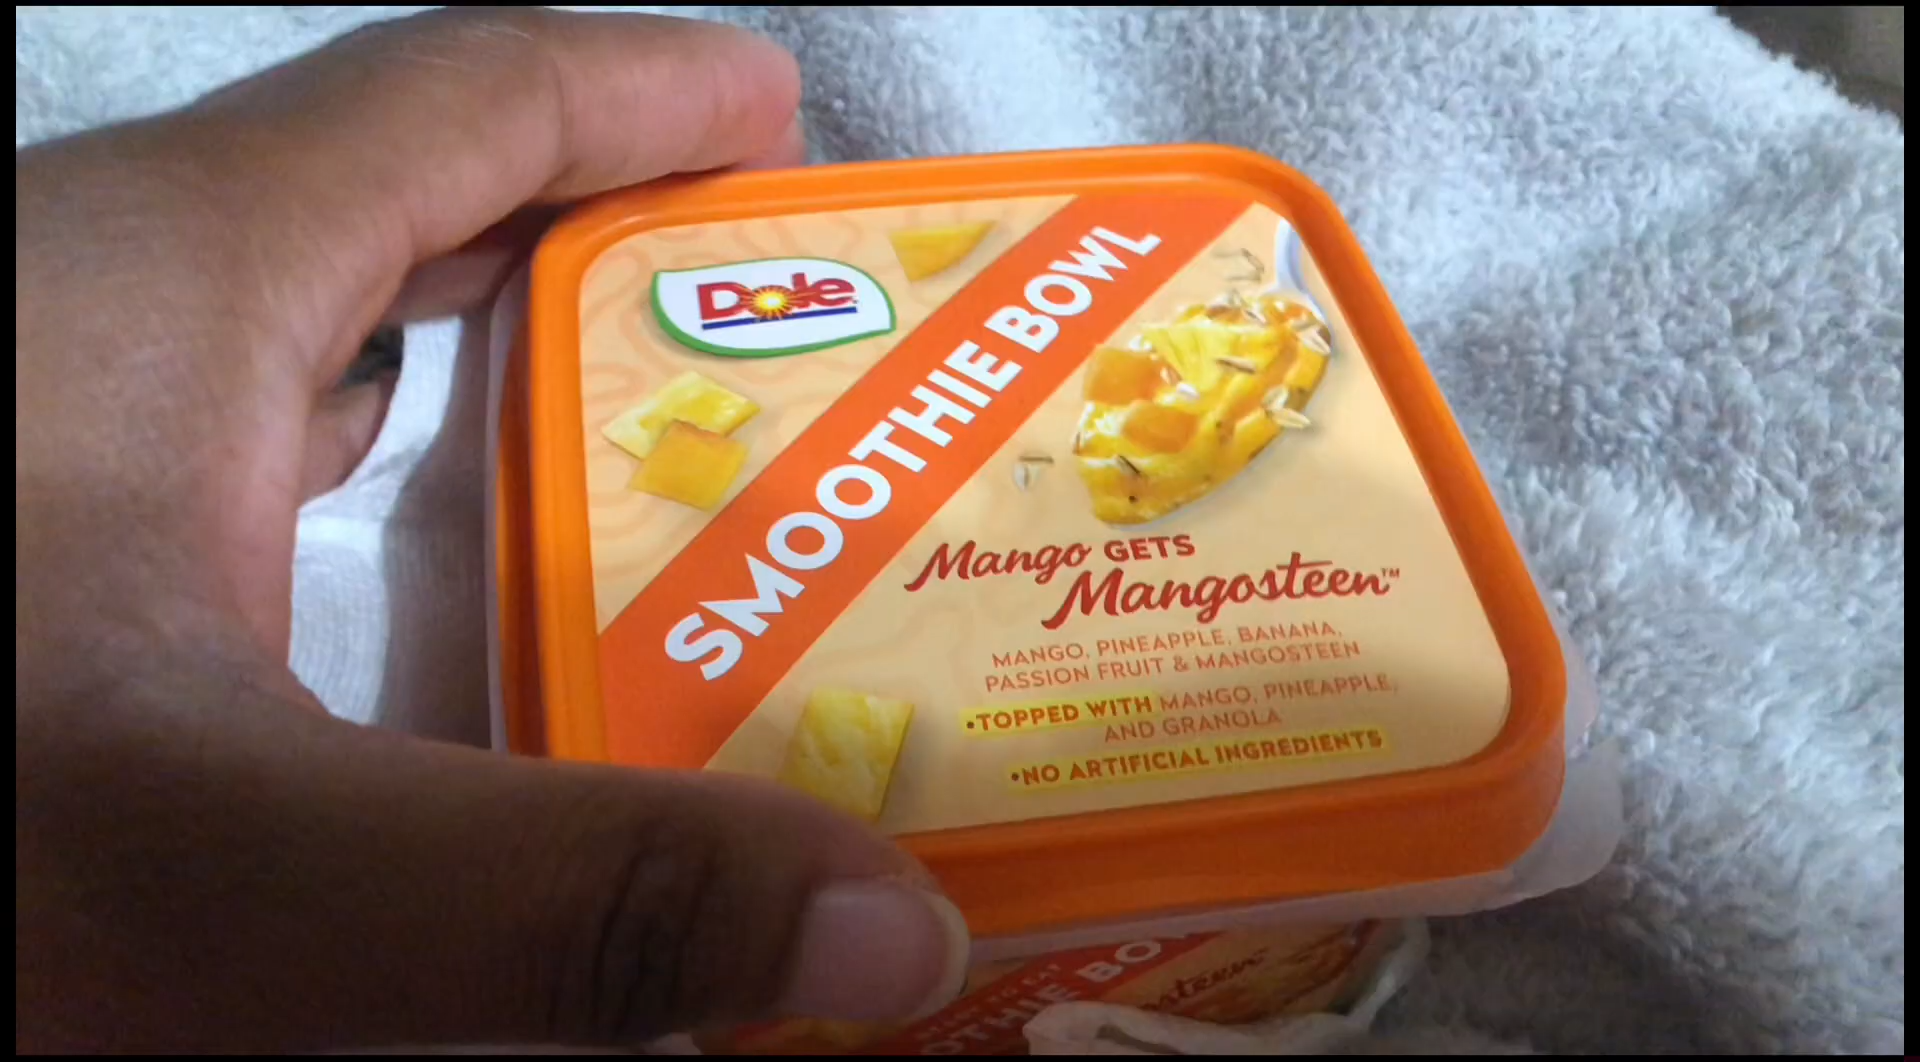 Dole
SMOOTHIE BOWL
Mango GETS
Mangosteen™
MANGO, PINEAPPLE, BANANA,
PASSION FRUIT & MANGOSTEEN
•TOPPED WITH MANGO, PINEAPPLE,
AND GRANOLA
•NO ARTIFICIAL INGREDIENTS